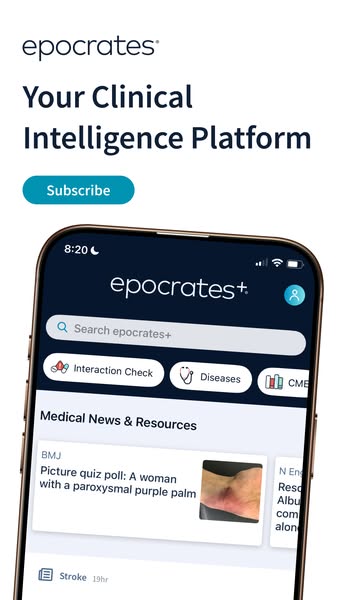 epocrates®
Your Clinical
Intelligence Platform
Subscribe
8:20
epocrates+
Search epocrates+
Interaction Check
Diseases
CME
Medical News & Resources
BMJ
Picture quiz poll: A woman
with a paroxysmal purple palm
N En
Reso
Albu
com
alon
Stroke 19hr